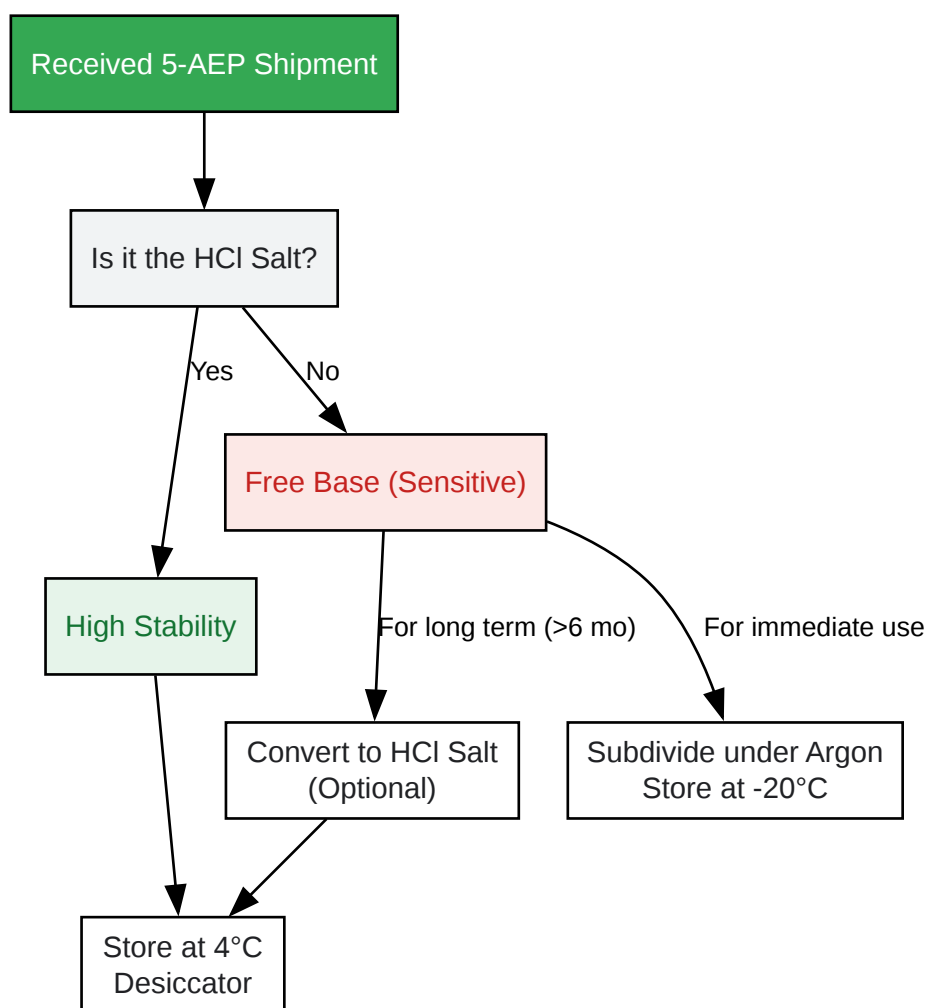 Received 5-AEP Shipment
Is it the HCl Salt?
Yes
No
Free Base (Sensitive)
High Stability
For long term (>6 mo)
For immediate use
Convert to HCl Salt
(Optional)
Subdivide under Argon
Store at -20°C
Store at 4°C
Desiccator